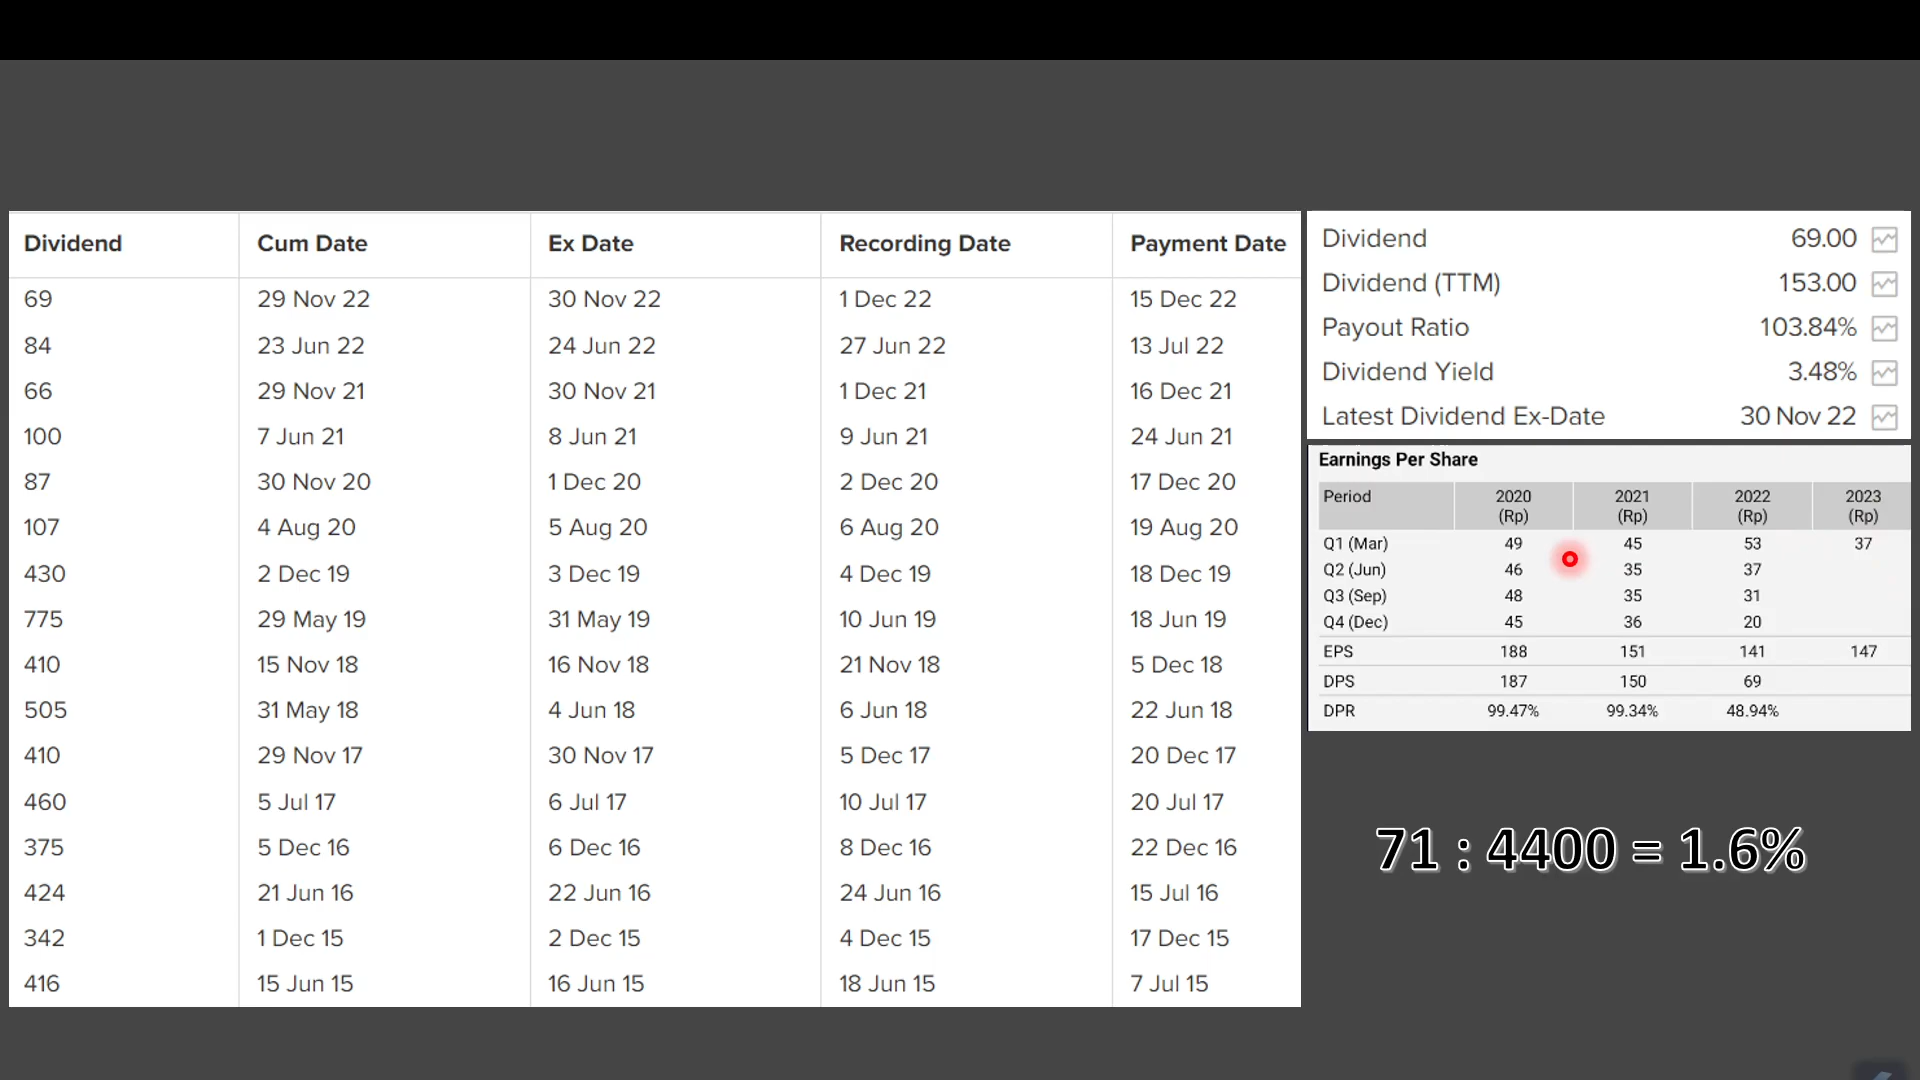 Dividend Cum Date Ex Date Recording Date Payment Date
69 29 Nov 22 30 Nov 22 1 Dec 22 15 Dec 22
84 23 Jun 22 24 Jun 22 27 Jun 22 13 Jul 22
66 29 Nov 21 30 Nov 21 1 Dec 21 16 Dec 21
100 7 Jun 21 8 Jun 21 9 Jun 21 24 Jun 21
87 30 Nov 20 1 Dec 20 2 Dec 20 17 Dec 20
107 4 Aug 20 5 Aug 20 6 Aug 20 19 Aug 20
430 2 Dec 19 3 Dec 19 4 Dec 19 18 Dec 19
775 29 May 19 31 May 19 10 Jun 19 18 Jun 19
410 15 Nov 18 16 Nov 18 21 Nov 18 5 Dec 18
505 31 May 18 4 Jun 18 6 Jun 18 22 Jun 18
410 29 Nov 17 30 Nov 17 5 Dec 17 20 Dec 17
460 5 Jul 17 6 Jul 17 10 Jul 17 20 Jul 17
375 5 Dec 16 6 Dec 16 8 Dec 16 22 Dec 16
424 21 Jun 16 22 Jun 16 24 Jun 16 15 Jul 16
342 1 Dec 15 2 Dec 15 4 Dec 15 17 Dec 15
416 15 Jun 15 16 Jun 15 18 Jun 15 7 Jul 15
Dividend 69.00
Dividend (TTM) 153.00
Payout Ratio 103.84%
Dividend Yield 3.48%
Latest Dividend Ex-Date 30 Nov 22
Earnings Per Share
Period 2020 2021 2022 2023
(Rp) (Rp) (Rp) (Rp)
Q1 (Mar) 49 45 53 37
Q2 (Jun) 46 35 37
Q3 (Sep) 48 35 31
Q4 (Dec) 45 36 20
EPS 188 151 141 147
DPS 187 150 69
DPR 99.47% 99.34% 48.94%
71 : 4400 = 1.6%